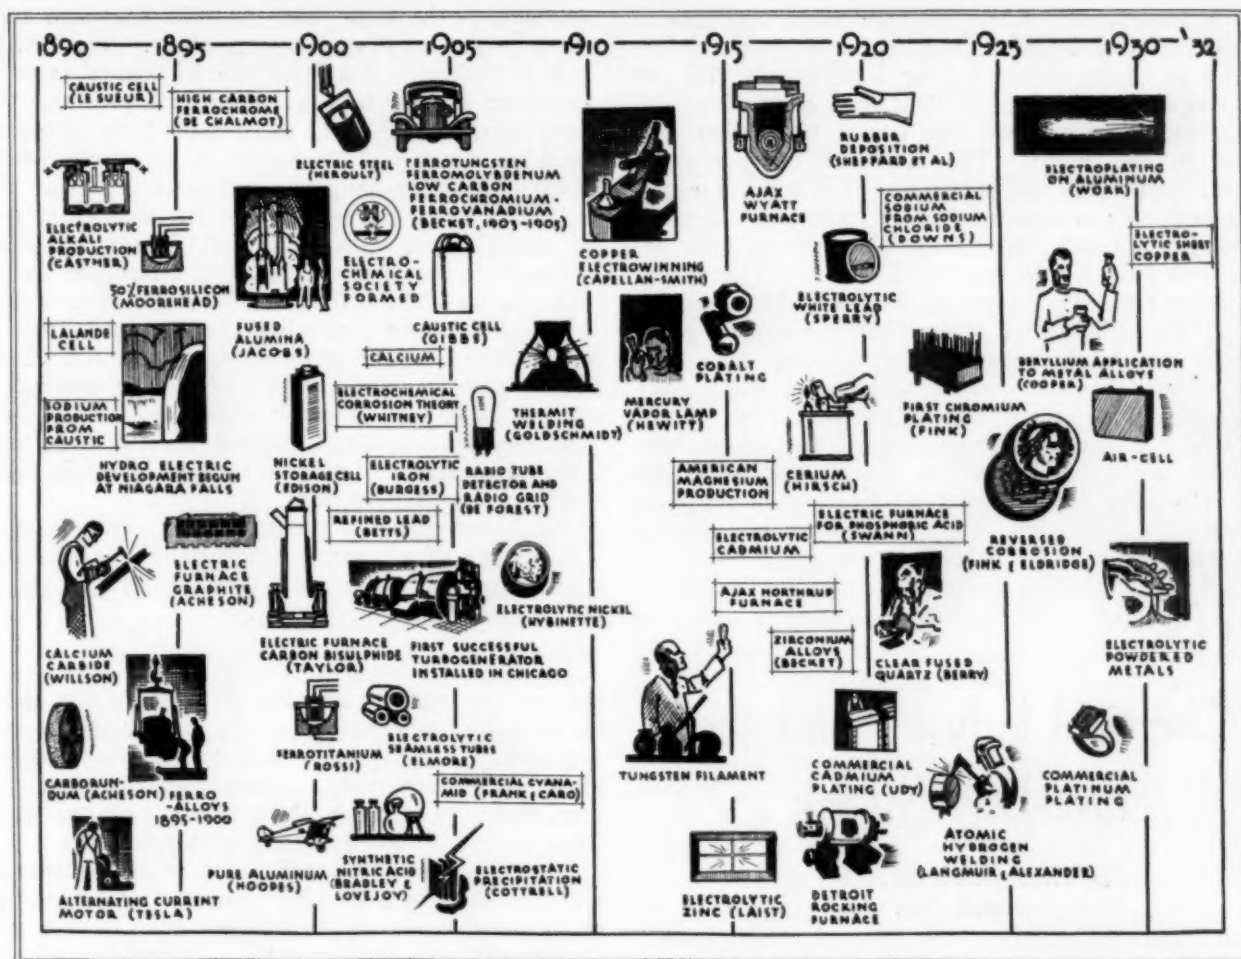 1890 1895 1900 1905 1910 1915 1920 1925 1930 '32
CAUSTIC CELL
(LE SUEUR)
HIGH CARBON
FERROCHROME
(DE CHALMOT)
ELECTRIC STEEL
(HEROULT)
FERROTUNGSTEN
FERROMOLYBDENUM
LOW CARBON
FERROCHROMIUM-
FERROVANADIUM
(BECKET, 1903-1905)
AJAX
WYATT
FURNACE
RUBBER
DEPOSITION
(SHEPPARD ET AL)
ELECTROPLATING
ON ALUMINUM
(WORK)
ELECTROLYTIC
ALKALI
PRODUCTION
(CASTNER)
50% FERROSILICON
(MOOREHEAD)
FUSED
ALUMINA
(JACOBS)
ELECTRO-
CHEMICAL
SOCIETY
FORMED
CAUSTIC CELL
(GIBBS)
COPPER
ELECTROWINNING
(CAPELLAN-SMITH)
COMMERCIAL
SODIUM
FROM SODIUM
CHLORIDE
(DOWNS)
ELECTROLYTIC
WHITE LEAD
(SPERRY)
ELECTRO-
LYTIC SHEET
COPPER
LALANDE
CELL
CALCIUM
COBALT
PLATING
BERYLLIUM APPLICATION
TO METAL ALLOYS
(COOPER)
SODIUM
PRODUCTION
FROM
CAUSTIC
ELECTROCHEMICAL
CORROSION THEORY
(WHITNEY)
THERMIT
WELDING
(GOLDSCHMIDT)
MERCURY
VAPOR LAMP
(HEWITT)
FIRST CHROMIUM
PLATING
(FINK)
AIR-CELL
HYDRO ELECTRIC
DEVELOPMENT BEGUN
AT NIAGARA FALLS
NICKEL
STORAGE CELL
(EDISON)
ELECTROLYTIC
IRON
(BURGESS)
RADIO TUBE
DETECTOR AND
RADIO GRID
(DE FOREST)
AMERICAN
MAGNESIUM
PRODUCTION
CERIUM
(HIRSCH)
REFINED LEAD
(BETTS)
ELECTRIC FURNACE
FOR PHOSPHORIC ACID
(SWANN)
ELECTROLYTIC
CADMIUM
REVERSED
CORROSION
(FINK & ELDRIDGE)
ELECTRIC
FURNACE
GRAPHITE
(ACHESON)
ELECTROLYTIC NICKEL
(HYBINETTE)
AJAX NORTHRUP
FURNACE
CALCIUM
CARBIDE
(WILLSON)
ELECTRIC FURNACE
CARBON BISULPHIDE
(TAYLOR)
FIRST SUCCESSFUL
TURBOGENERATOR
INSTALLED IN CHICAGO
ZIRCONIUM
ALLOYS
(BECKET)
CLEAR FUSED
QUARTZ (BERRY)
ELECTROLYTIC
POWDERED
METALS
FERROTITANIUM
(ROSSI)
ELECTROLYTIC
SEAMLESS TUBES
(ELMORE)
TUNGSTEN FILAMENT
COMMERCIAL
CADMIUM
PLATING (UDY)
COMMERCIAL
PLATINUM
PLATING
CARBORUN-
DUM (ACHESON)
FERRO
-ALLOYS
1895-1900
COMMERCIAL CYANA-
MID (FRANK & CARO)
ATOMIC
HYDROGEN
WELDING
(LANGMUIR & ALEXANDER)
ALTERNATING CURRENT
MOTOR (TESLA)
PURE ALUMINUM
(HOOPES)
SYNTHETIC
NITRIC ACID
(BRADLEY &
LOVEJOY)
ELECTROSTATIC
PRECIPITATION
(COTTRELL)
ELECTROLYTIC
ZINC (LAIST)
DETROIT
ROCKING
FURNACE